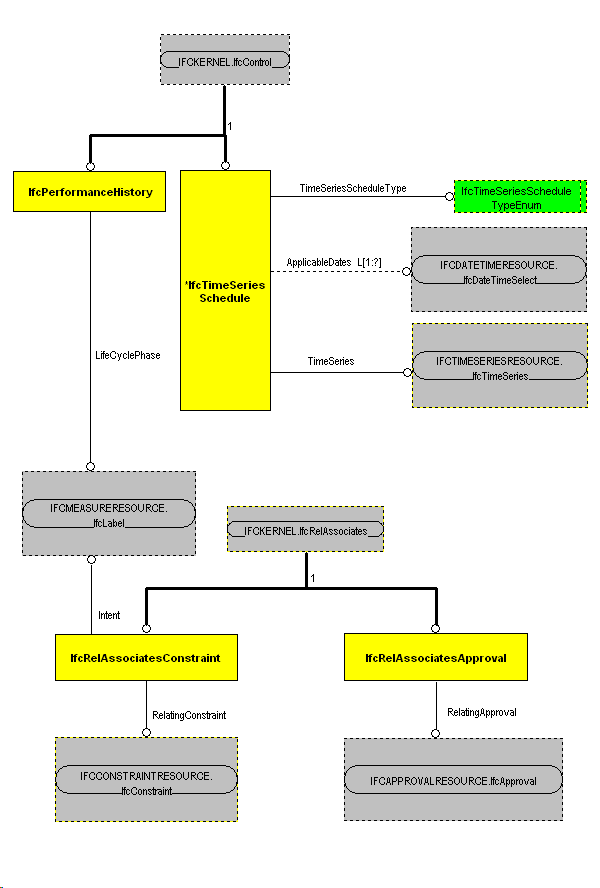 IFCKERNEL.IfcControl
1
IfcPerformanceHistory
*IfcTimeSeries
Schedule
TimeSeriesScheduleType
IfcTimeSeriesSchedule
TypeEnum
ApplicableDates L[1:?]
IFCDATETIMERESOURCE.
IfcDateTimeSelect
TimeSeries
IFCTIMESERIESRESOURCE.
IfcTimeSeries
LifeCyclePhase
IFCMEASURERESOURCE.
IfcLabel
IFCKERNEL.IfcRelAssociates
1
Intent
IfcRelAssociatesConstraint
IfcRelAssociatesApproval
RelatingConstraint
RelatingApproval
IFCCONSTRAINTRESOURCE.
IfcConstraint
IFCAPPROVALRESOURCE.IfcApproval